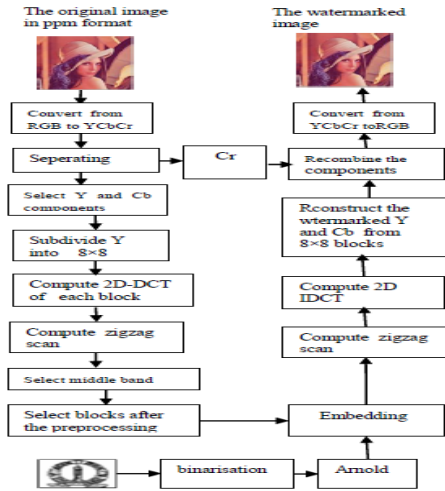 The original image
in ppm format
Convert from
RGB to YCbCr
Seperating
Select Y and Cb
components
Subdivide Y
into 8×8
Compute 2D-DCT
of each block
Compute zigzag
scan
Select middle band
Select blocks after
the preprocessing
binarisation
Arnold
Embedding
Compute zigzag
scan
Compute 2D
IDCT
Rconstruct the
wtermarked Y
and Cb from
8×8 blocks
Cr
Recombine the
components
Convert from
YCbCr toRGB
The watermarked
image